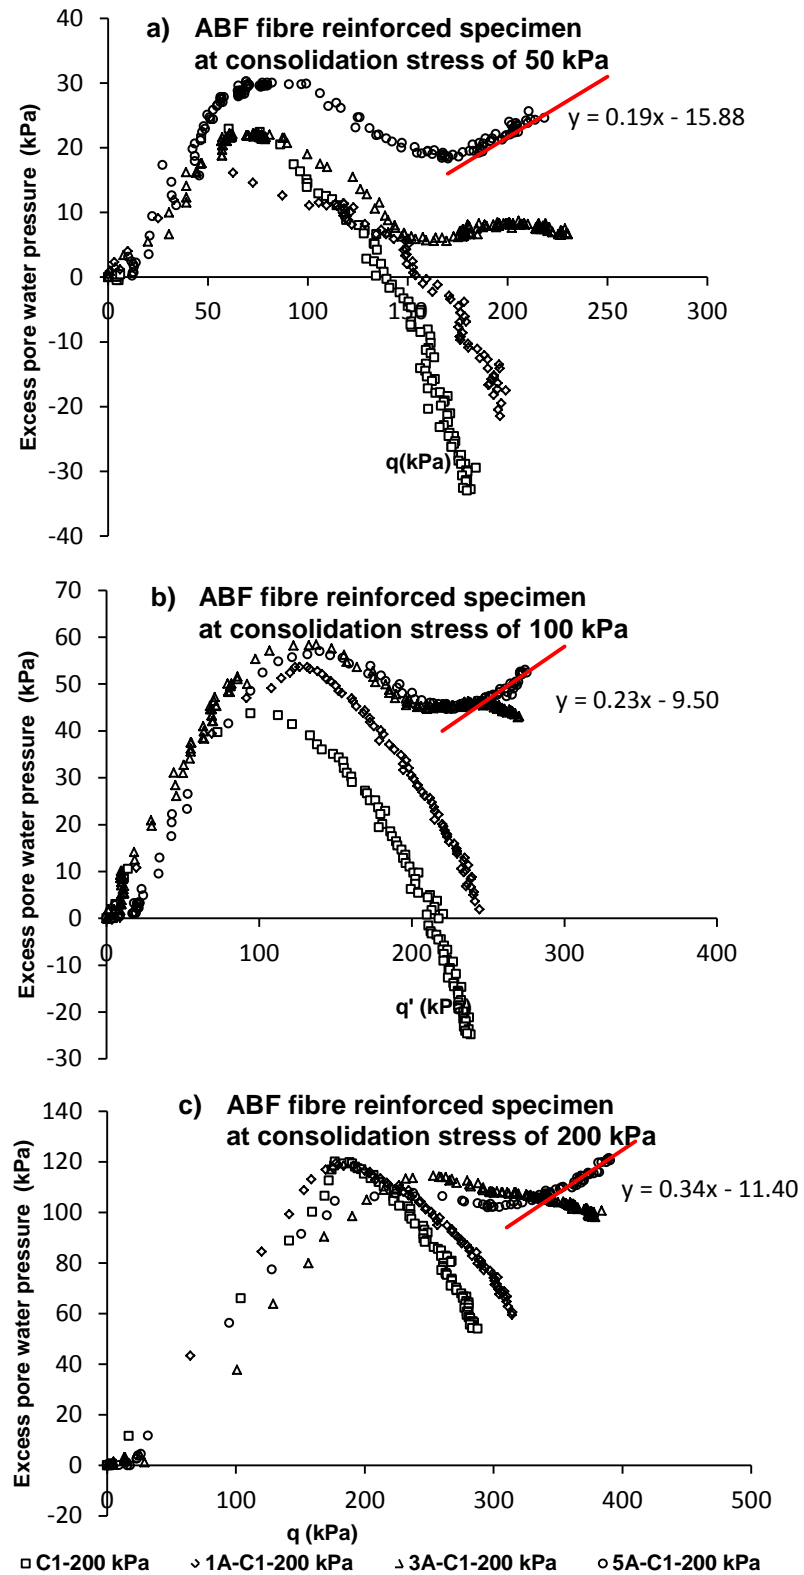 a) ABF fibre reinforced specimen
at consolidation stress of 50 kPa
y = 0.19x - 15.88
Excess pore water pressure (kPa)
40
30
20
10
0
-10
-20
-30
-40
0 50 100 150 200 250 300
q(kPa)
b) ABF fibre reinforced specimen
at consolidation stress of 100 kPa
y = 0.23x - 9.50
Excess pore water pressure (kPa)
70
60
50
40
30
20
10
0
-10
-20
-30
0 100 200 300 400
q' (kPa)
c) ABF fibre reinforced specimen
at consolidation stress of 200 kPa
y = 0.34x - 11.40
Excess pore water pressure (kPa)
140
120
100
80
60
40
20
0
-20
0 100 200 300 400 500
q (kPa)
C1-200 kPa 1A-C1-200 kPa 3A-C1-200 kPa 5A-C1-200 kPa